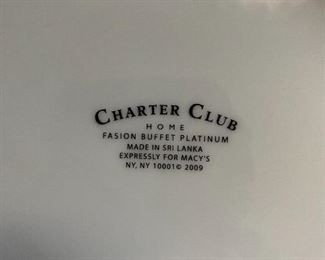 CHARTER CLUB
HOME
FASION BUFFET PLATINUM
MADE IN SRI LANKA
EXPRESSLY FOR MACY'S
NY, NY 10001© 2009